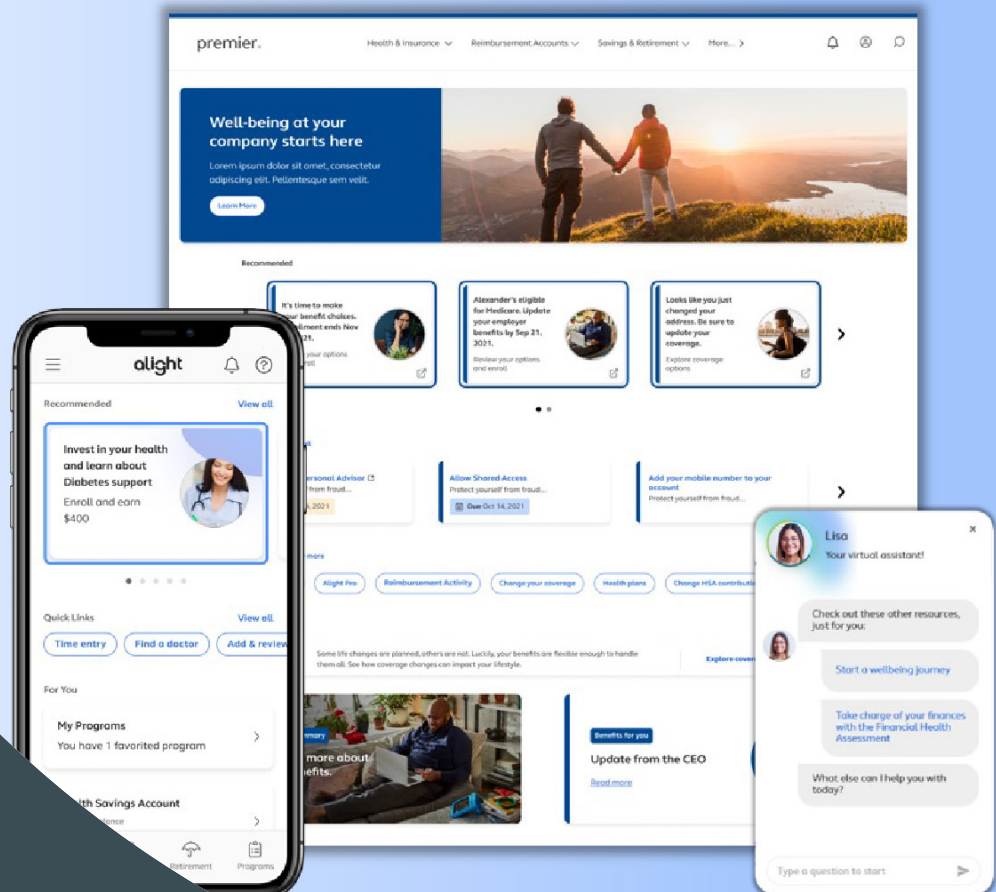 premier.
Health & Insurance
Reimbursement Accounts
Savings & Retirement
More...
Well-being at your
company starts here
Lorem ipsum dolor sit amet, consectetur
adipiscing elit. Pellentesque sem velit.
Learn More
Recommended
It's time to make
your benefit choices.
ollment ends Nov
21.
your options
roll
Alexander's eligible
for Medicare. Update
your employer
benefits by Sep 21,
2021.
Review your options
and enroll
Looks like you just
changed your
address. Be sure to
update your
coverage.
Explore coverage
options
ersonal Advisor
from fraud...
, 2021
Allow Shared Access
Protect yourself from fraud...
Due Oct 14, 2021
Add your mobile number to your
account
Protect yourself from fraud...
more
Alight Pro
Reimbursement Activity
Change your coverage
Health plans
Change HSA contributio
Some life changes are planned, others are not. Luckily, your benefits are flexible enough to handle
them all. See how coverage changes can impact your lifestyle.
Explore cover
mary
more about
efits.
Benefits for you
Update from the CEO
Read more
alight
Recommended
View all
Invest in your health
and learn about
Diabetes support
Enroll and earn
$400
Quick Links
View all
Time entry
Find a doctor
Add & review
For You
My Programs
You have 1 favorited program
lth Savings Account
Retirement
Programs
Lisa
Your virtual assistant!
Check out these other resources,
just for you:
Start a wellbeing journey
Take charge of your finances
with the Financial Health
Assessment
What else can I help you with
today?
Type a question to start